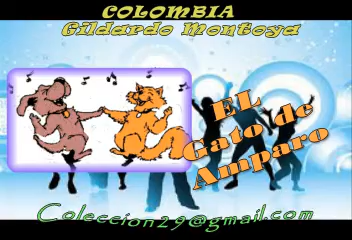 COLOMBIA
Gildardo Montoya
EL
Gato de
Amparo
Coleccion29@gmail.com